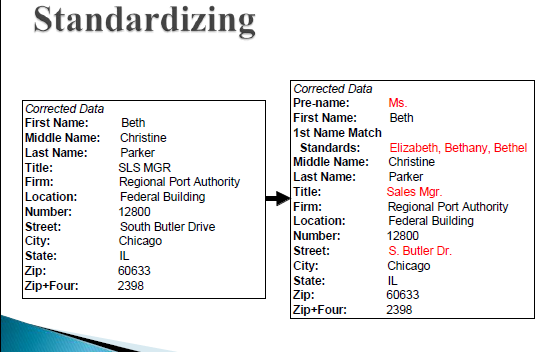 Standardizing
Corrected Data
First Name: Beth
Middle Name: Christine
Last Name: Parker
Title: SLS MGR
Firm: Regional Port Authority
Location: Federal Building
Number: 12800
Street: South Butler Drive
City: Chicago
State: IL
Zip: 60633
Zip+Four: 2398
Corrected Data
Pre-name: Ms.
First Name: Beth
1st Name Match
Standards: Elizabeth, Bethany, Bethel
Middle Name: Christine
Last Name: Parker
Title: Sales Mgr.
Firm: Regional Port Authority
Location: Federal Building
Number: 12800
Street: S. Butler Dr.
City: Chicago
State: IL
Zip: 60633
Zip+Four: 2398